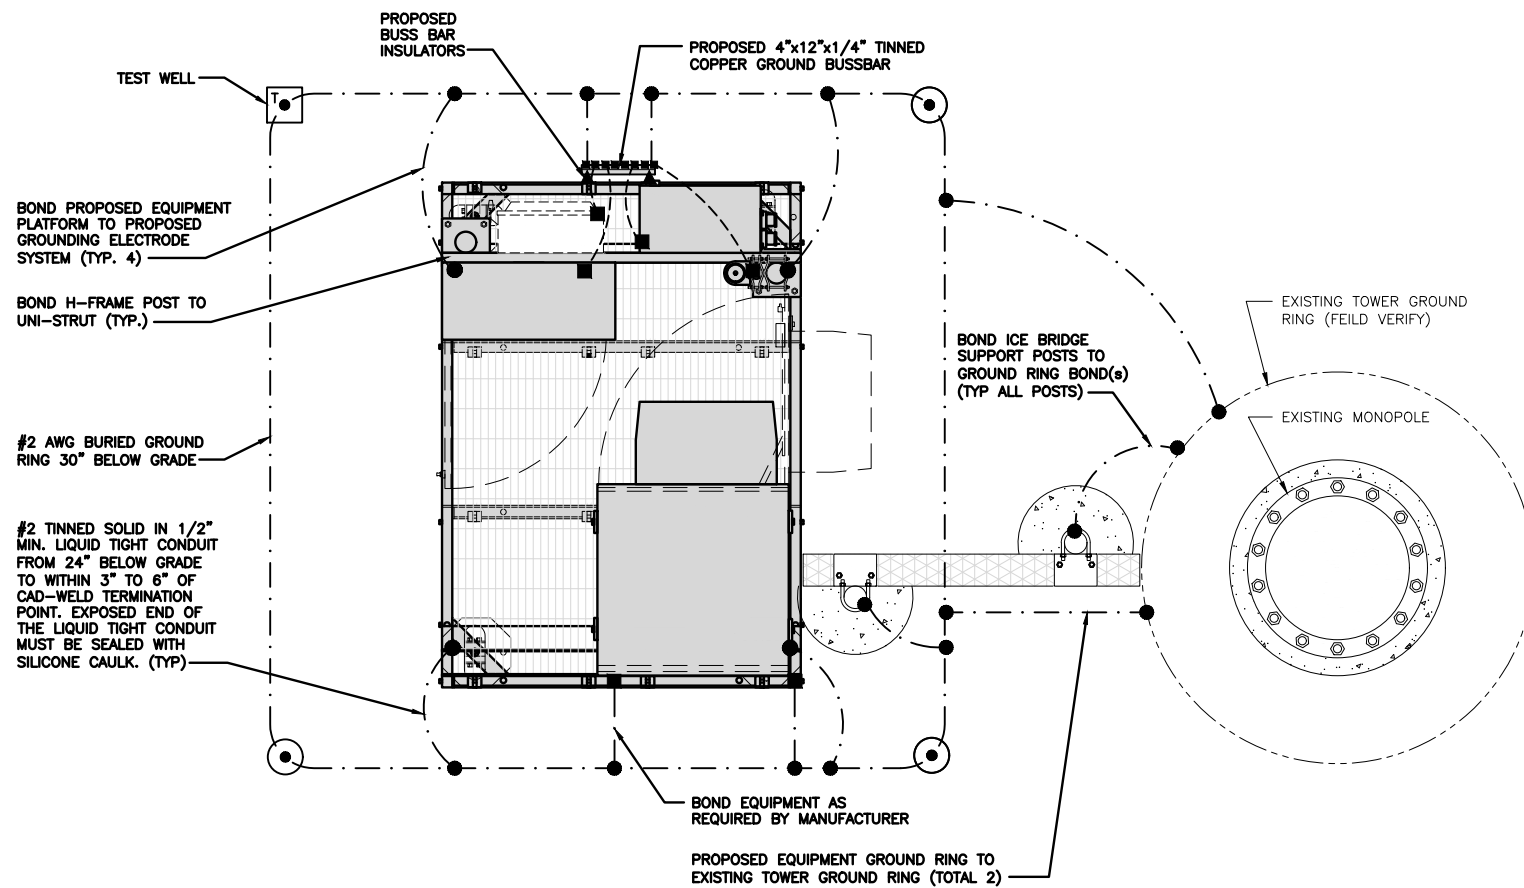 PROPOSED
BUSS BAR
INSULATORS
PROPOSED 4"x12"x1/4" TINNED
COPPER GROUND BUSSBAR
TEST WELL
T
BOND PROPOSED EQUIPMENT
PLATFORM TO PROPOSED
GROUNDING ELECTRODE
SYSTEM (TYP. 4)
BOND H-FRAME POST TO
UNI-STRUT (TYP.)
EXISTING TOWER GROUND
RING (FEILD VERIFY)
BOND ICE BRIDGE
SUPPORT POSTS TO
GROUND RING BOND(s)
(TYP ALL POSTS)
EXISTING MONOPOLE
#2 AWG BURIED GROUND
RING 30" BELOW GRADE
#2 TINNED SOLID IN 1/2"
MIN. LIQUID TIGHT CONDUIT
FROM 24" BELOW GRADE
TO WITHIN 3" TO 6" OF
CAD-WELD TERMINATION
POINT. EXPOSED END OF
THE LIQUID TIGHT CONDUIT
MUST BE SEALED WITH
SILICONE CAULK. (TYP)
BOND EQUIPMENT AS
REQUIRED BY MANUFACTURER
PROPOSED EQUIPMENT GROUND RING TO
EXISTING TOWER GROUND RING (TOTAL 2)